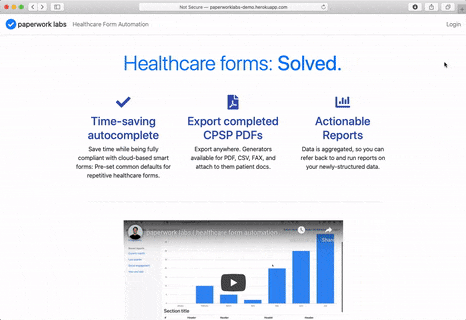 Not Secure — paperworklabs-demo.herokuapp.com
paperwork labs Healthcare Form Automation Login
Healthcare forms: Solved.
Time-saving autocomplete
Save time while being fully compliant with cloud-based smart forms: Pre-set common defaults for repetitive healthcare forms.
Export completed CPSP PDFs
Export anywhere. Generators available for PDF, CSV, FAX, and attach to them patient docs.
Actionable Reports
Data is aggregated, so you can refer back to and run reports on your newly-structured data.
paperwork labs | healthcare form automation
Share
Section title